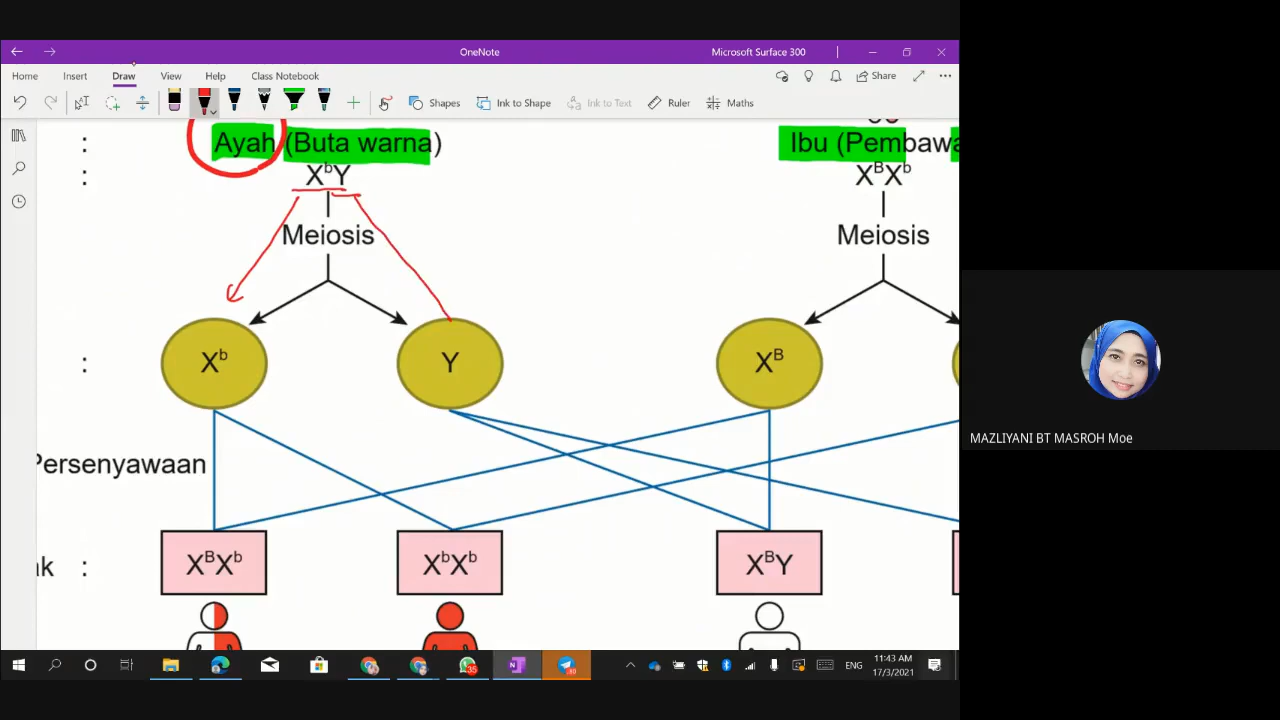 OneNote
Microsoft Surface 300
Home Insert Draw View Help Class Notebook Share
Shapes Ink to Shape Ink to Text Ruler Maths
: Ayah (Buta warna) Ibu (Pembawa
: XᵇY XᴮXᵇ
Meiosis Meiosis
: Xᵇ Y Xᴮ
Persenyawaan
ak : XᴮXᵇ XᵇXᵇ XᴮY
MAZLIYANI BT MASROH Moe
35
ENG
11:43 AM
17/3/2021